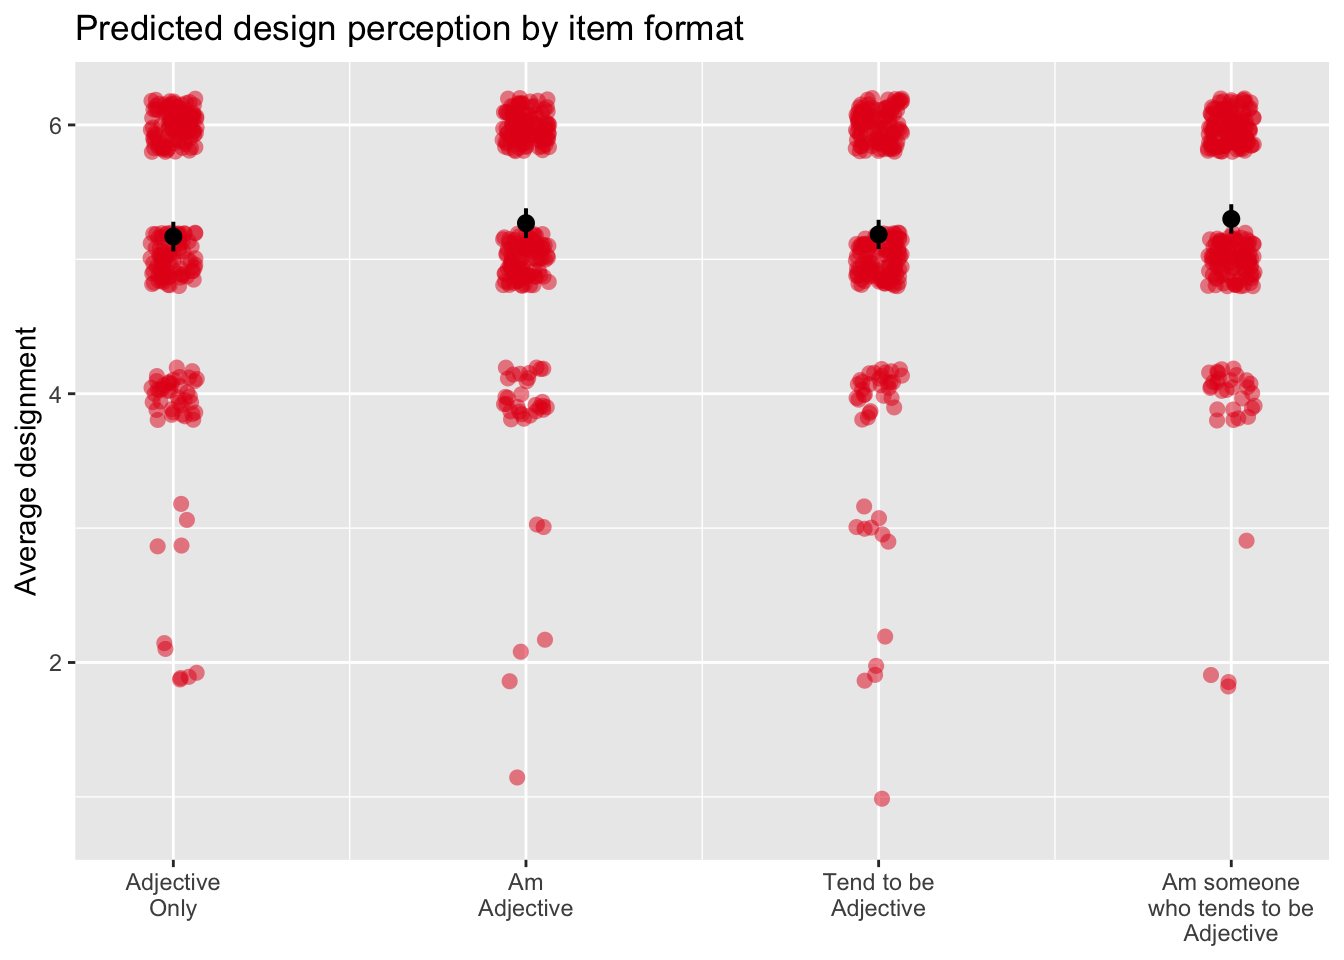 Predicted design perception by item format
Average designment
6
4
2
Adjective
Only
Am
Adjective
Tend to be
Adjective
Am someone
who tends to be
Adjective